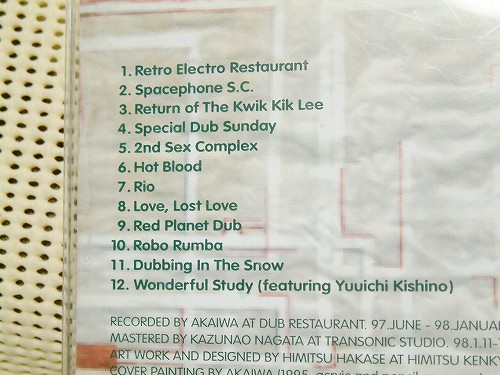 1. Retro Electro Restaurant
2. Spacephone S.C.
3. Return of The Kwik Kik Lee
4. Special Dub Sunday
5. 2nd Sex Complex
6. Hot Blood
7. Rio
8. Love, Lost Love
9. Red Planet Dub
10. Robo Rumba
11. Dubbing In The Snow
12. Wonderful Study (featuring Yuuichi Kishino)
RECORDED BY AKAIWA AT DUB RESTAURANT. 97.JUNE - 98.JANUA
MASTERED BY KAZUNAO NAGATA AT TRANSONIC STUDIO. 98.1.11-
ART WORK AND DESIGNED BY HIMITSU HAKASE AT HIMITSU KENKY
COVER PAINTING BY AKAIWA (1995,